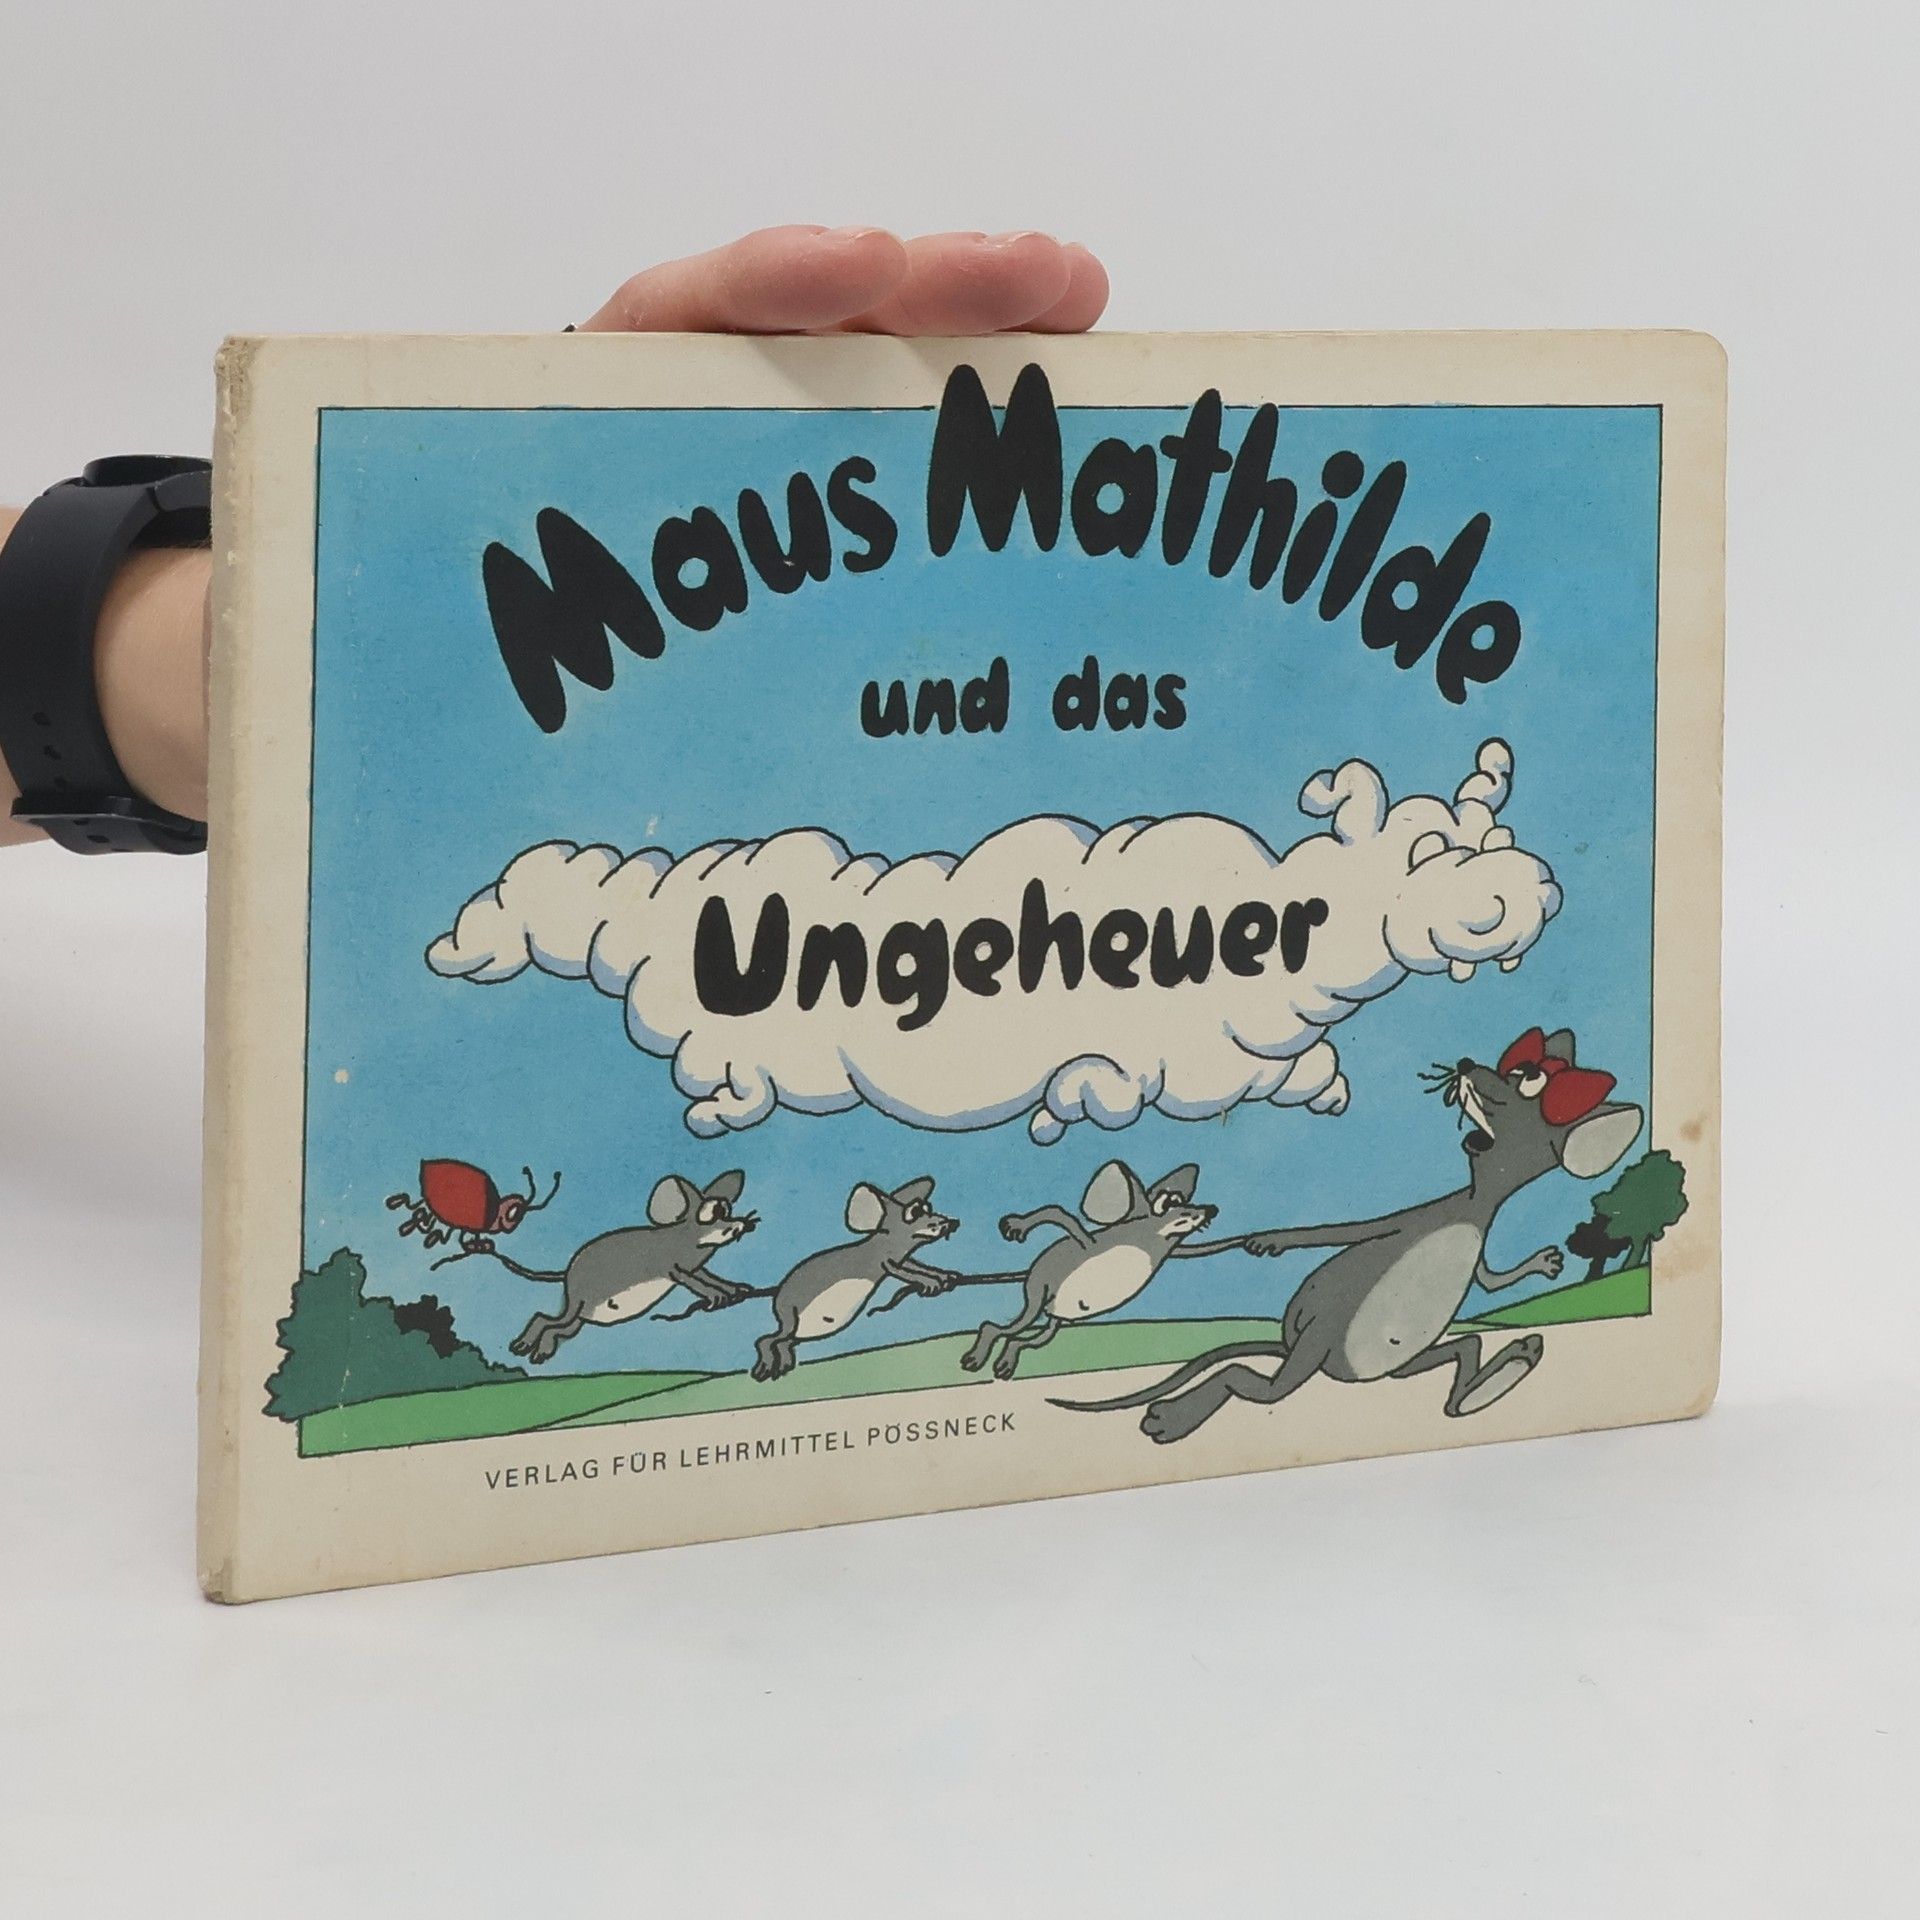 Maus Mathilde
und das
Ungeheuer
VERLAG FÜR LEHRMITTEL PÖSSNECK